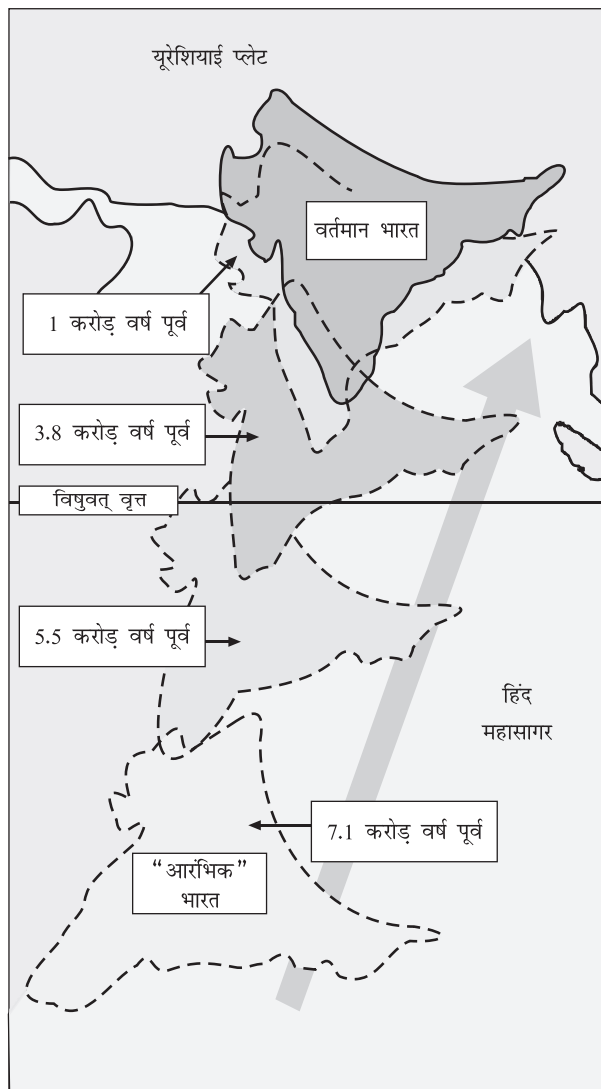 यूरेशियाई प्लेट
वर्तमान भारत
1 करोड़ वर्ष पूर्व
3.8 करोड़ वर्ष पूर्व
विषुवत् वृत्त
5.5 करोड़ वर्ष पूर्व
हिंद
महासागर
7.1 करोड़ वर्ष पूर्व
“आरंभिक”
भारत